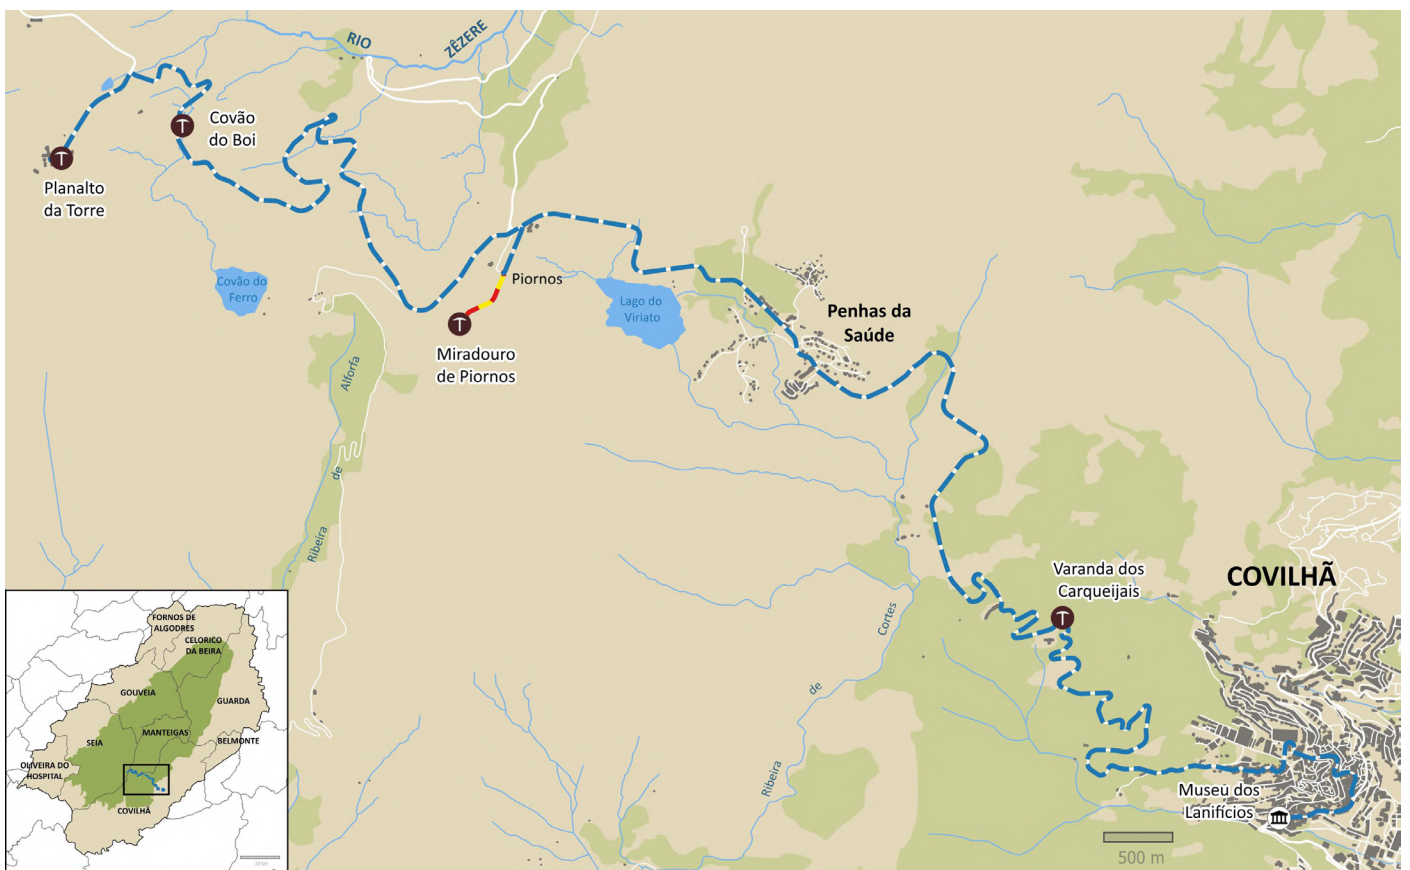 RIO
ZÊZERE
Covão
do Boi
Planalto
da Torre
Covão do
Ferro
Piornos
Miradouro
de Piornos
Lago do
Viriato
Penhas da
Saúde
Ribeira
de
Alforfa
Varanda dos
Carqueijais
COVILHÃ
Ribeira
de
Cortes
Museu dos
Lanifícios
500 m
FORNOS DE
ALGODRES
CELORICO
DA BEIRA
GOUVEIA
GUARDA
MANTEIGAS
SEIA
BELMONTE
OLIVEIRA DO
HOSPITAL
COVILHÃ
10 km